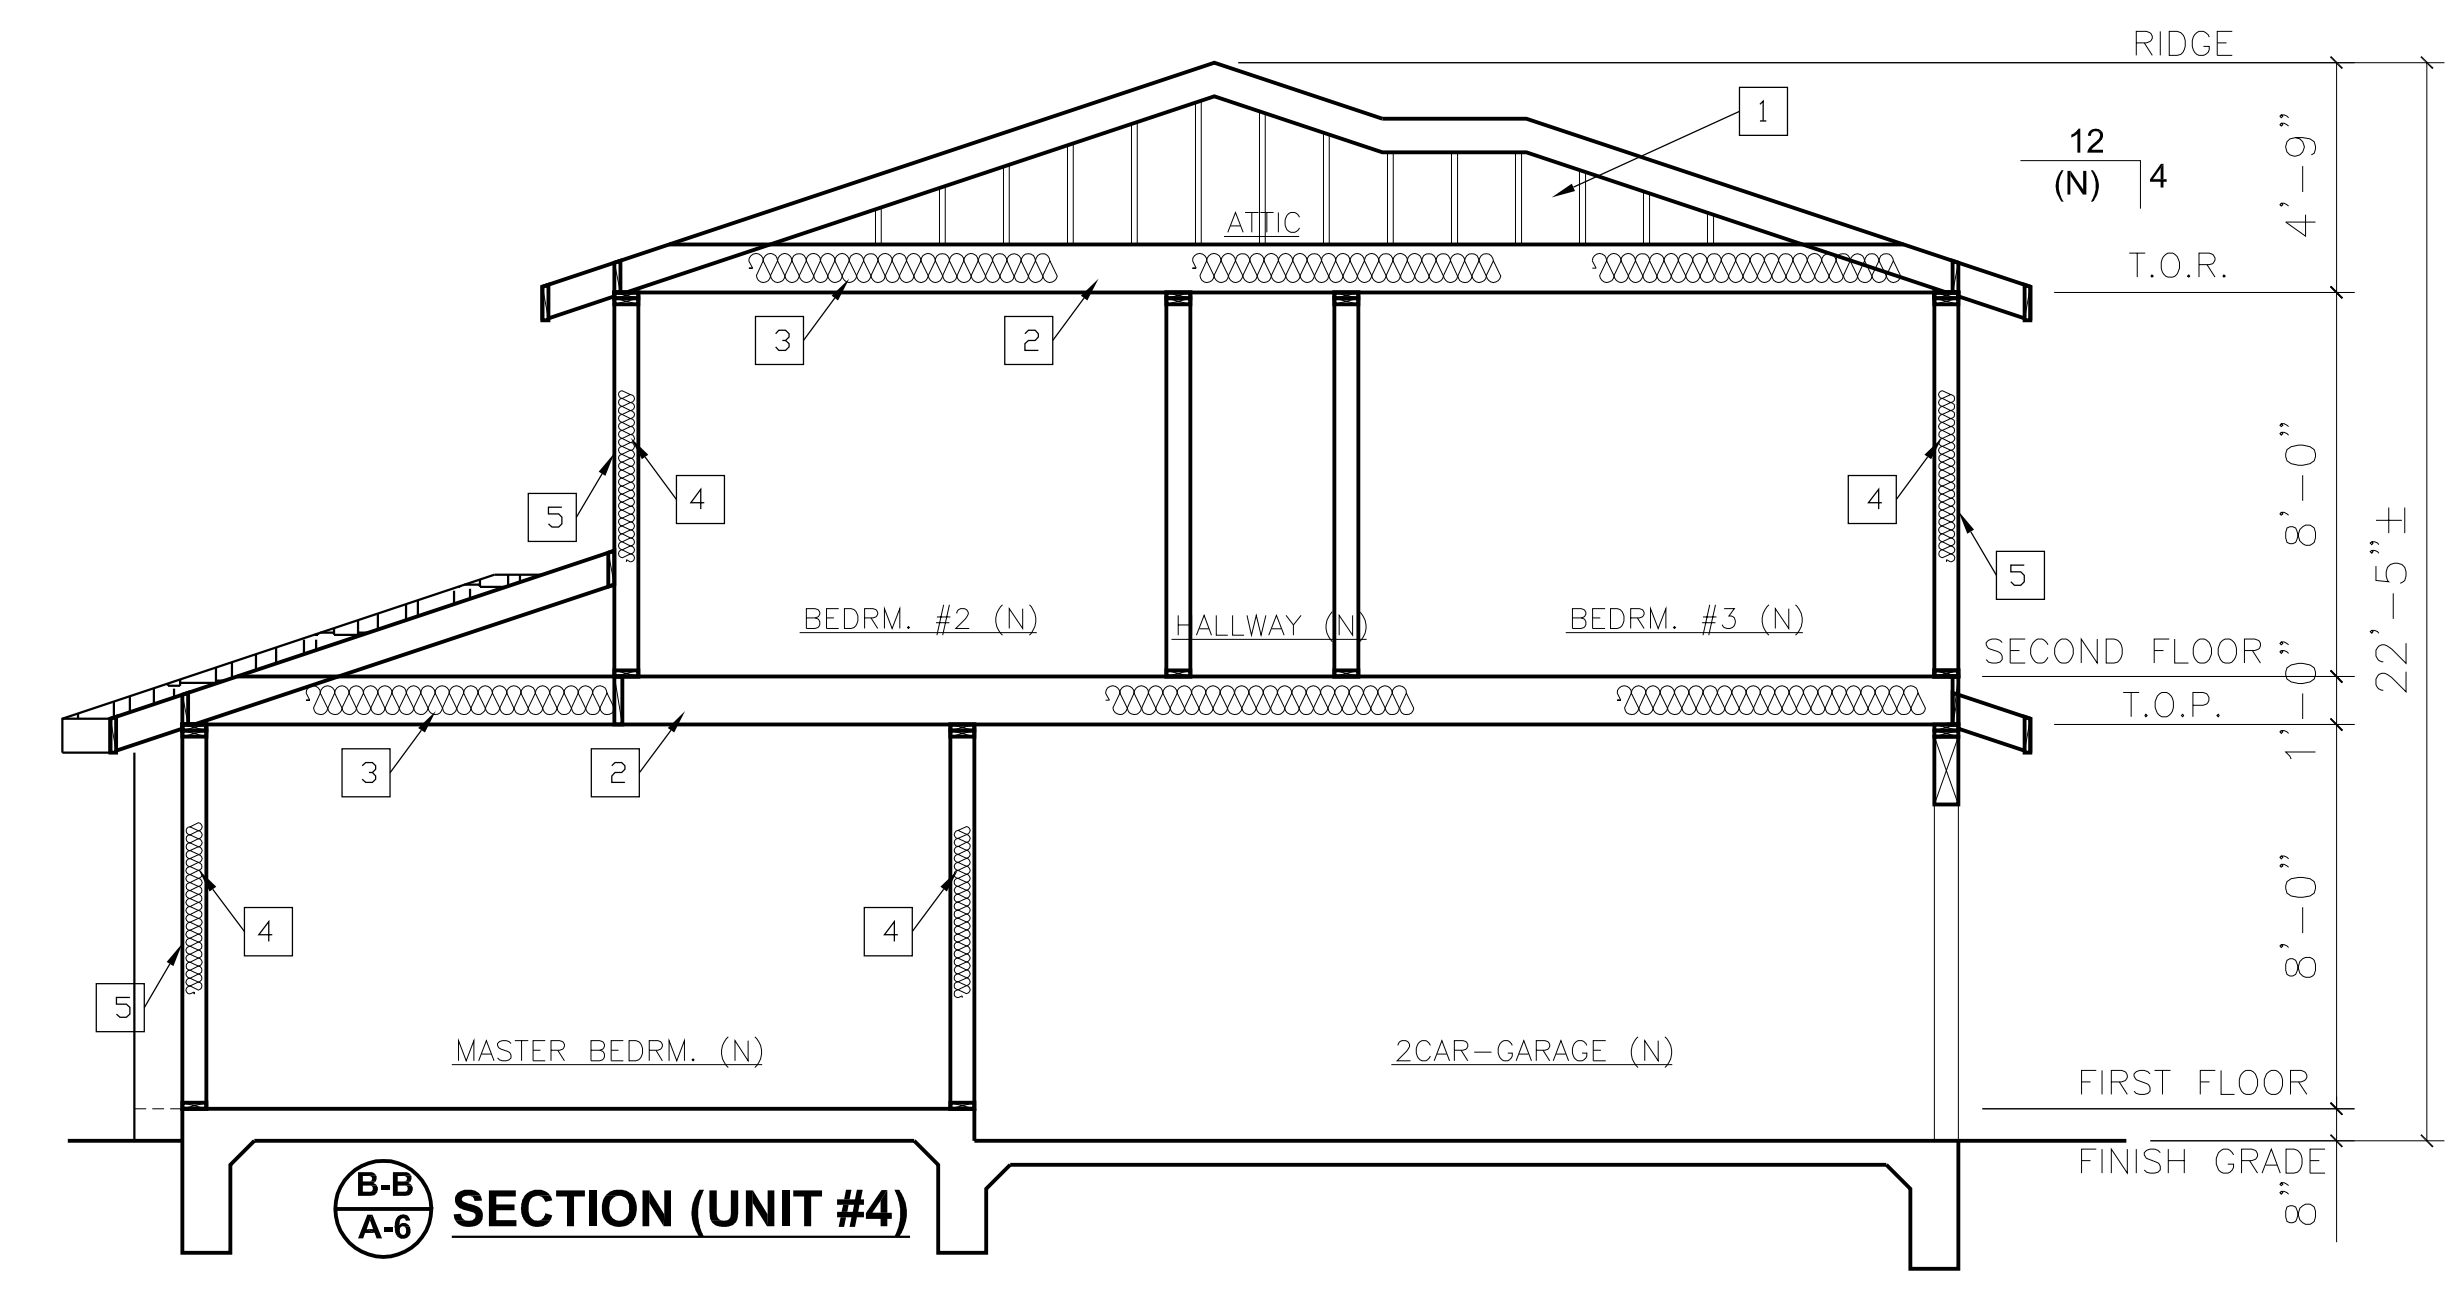 RIDGE
1
4'-9"
12
(N) 4
ATTIC
T.O.R.
3
2
8'-0"
4
4
5
5
22'-5"±
BEDRM. #2 (N)
HALLWAY (N)
BEDRM. #3 (N)
SECOND FLOOR
1'-0"
T.O.P.
3
2
8'-0"
4
4
5
MASTER BEDRM. (N)
2CAR-GARAGE (N)
FIRST FLOOR
FINISH GRADE
8"
B-B
A-6
SECTION (UNIT #4)